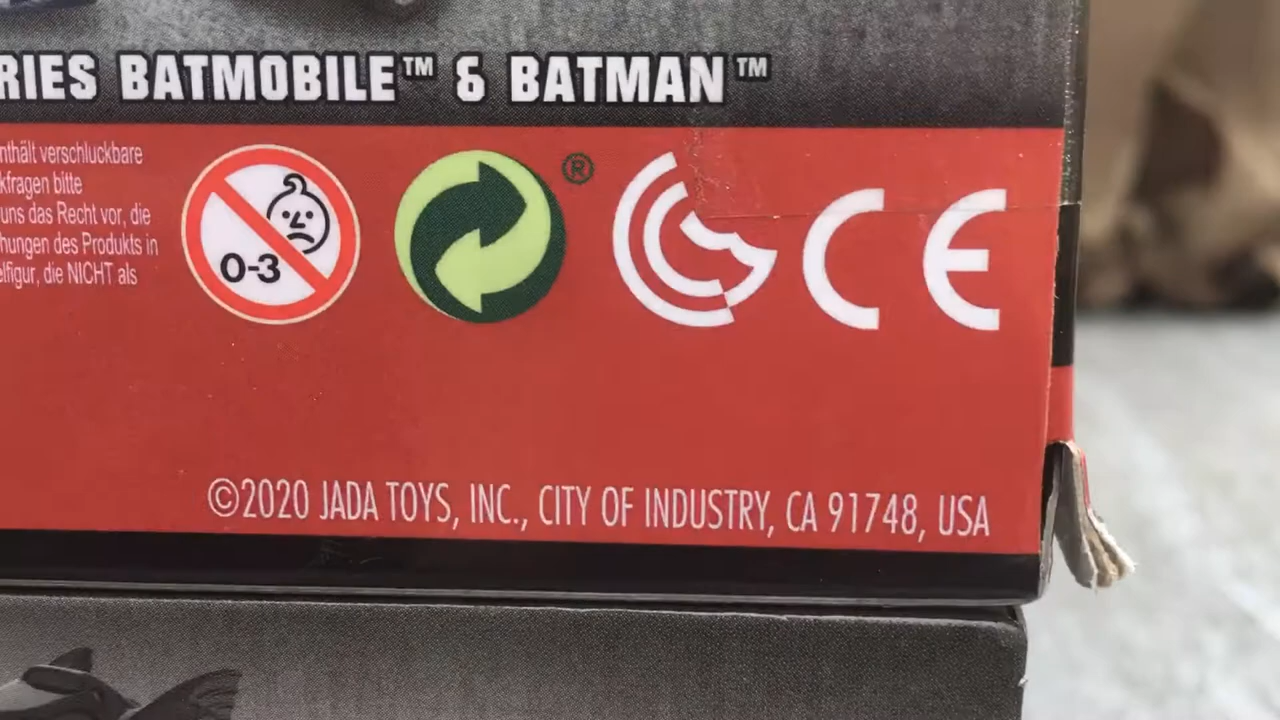 RIES BATMOBILE™ & BATMAN™
nthält verschluckbare
kfragen bitte
uns das Recht vor, die
hungen des Produkts in
elfigur, die NICHT als
0-3
®
CE
©2020 JADA TOYS, INC., CITY OF INDUSTRY, CA 91748, USA